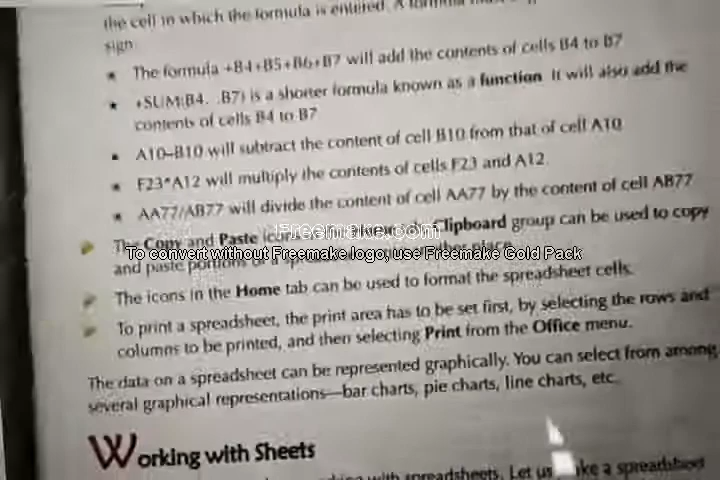 the cell in which the formula is entered. A
sign.
The formula +B4+B5+B6+B7 will add the contents of cells B4 to B7
+SUM(B4. .B7) is a shorter formula known as a function. It will also add the
contents of cells B4 to B7
A10–B10 will subtract the content of cell B10 from that of cell A10.
F23*A12 will multiply the contents of cells F23 and A12.
AA77/AB77 will divide the content of cell AA77 by the content of cell AB77
The Copy and Paste icons Clipboard group can be used to copy
Freemake.com
To convert without Freemake logo, use Freemake Gold Pack
and paste portions of a place.
The icons in the Home tab can be used to format the spreadsheet cells.
To print a spreadsheet, the print area has to be set first, by selecting the rows and
columns to be printed, and then selecting Print from the Office menu.
The data on a spreadsheet can be represented graphically. You can select from among
several graphical representations—bar charts, pie charts, line charts, etc.
Working with Sheets
with spreadsheets. Let us a spreadsheet